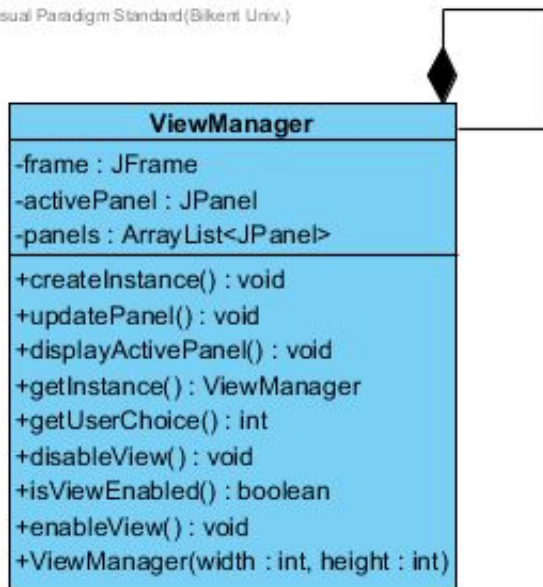 sual Paradigm Standard(Bilkent Univ.)
ViewManager
-frame : JFrame
-activePanel : JPanel
-panels : ArrayList<JPanel>
+createInstance() : void
+updatePanel() : void
+displayActivePanel() : void
+getInstance() : ViewManager
+getUserChoice() : int
+disableView() : void
+isViewEnabled() : boolean
+enableView() : void
+ViewManager(width : int, height : int)